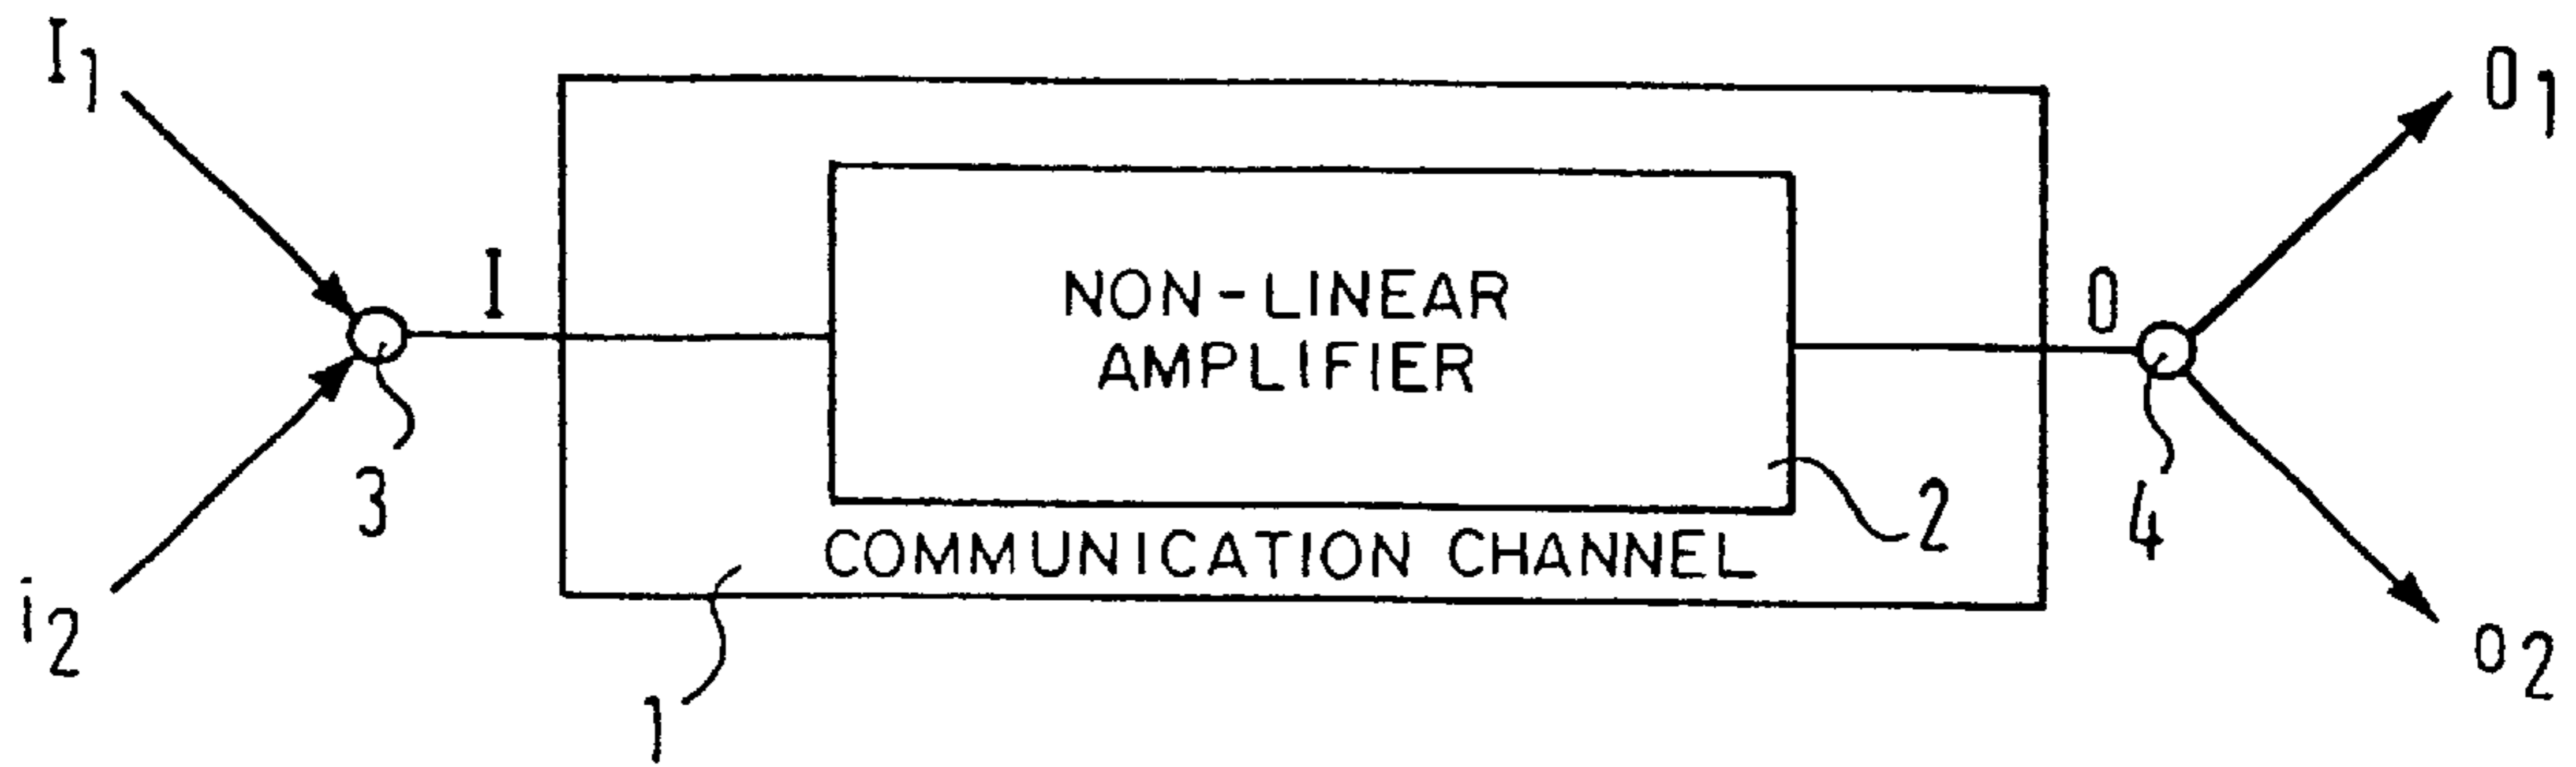 I1
O1
I
O
NON-LINEAR
AMPLIFIER
3
2
4
COMMUNICATION CHANNEL
i2
o2
1